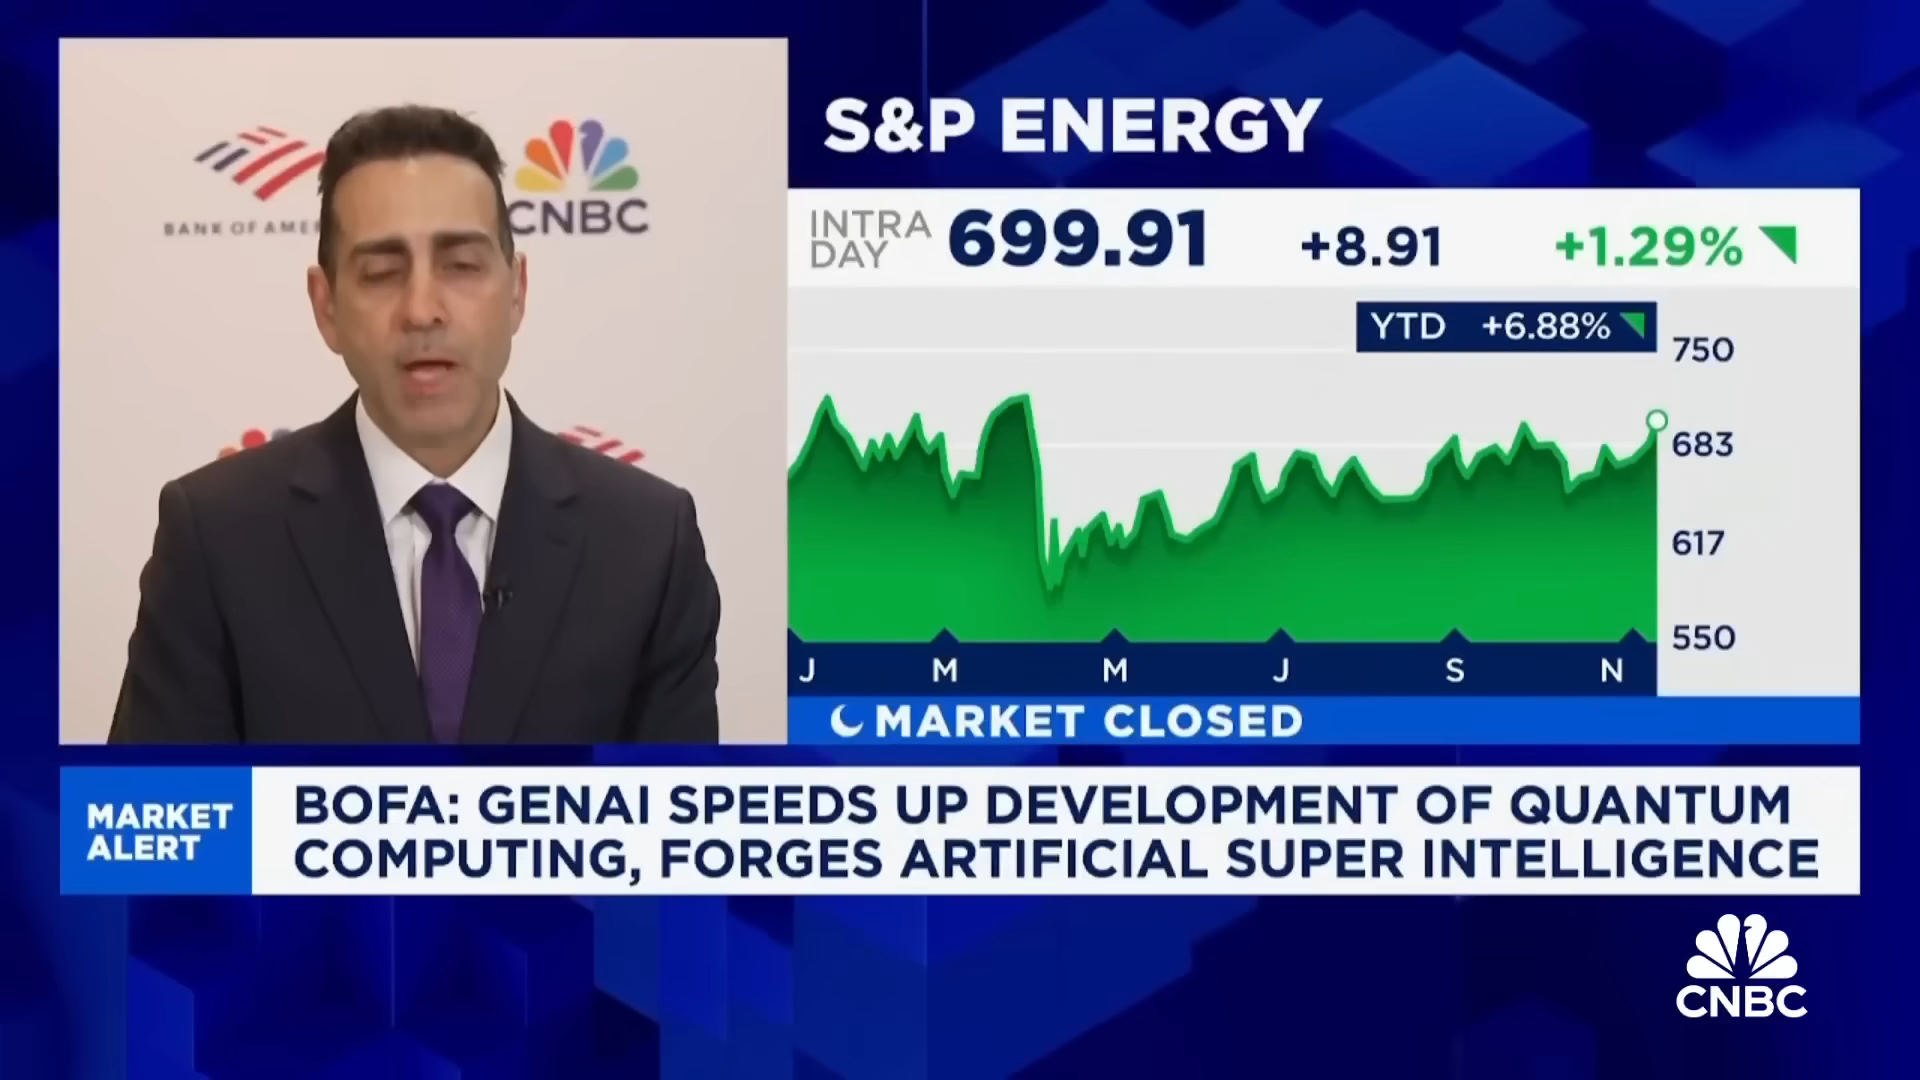 BANK OF AMER
CNBC
S&P ENERGY
INTRA
DAY
699.91
+8.91
+1.29%
YTD +6.88%
750
683
617
550
J M M J S N
MARKET CLOSED
MARKET
ALERT
BOFA: GENAI SPEEDS UP DEVELOPMENT OF QUANTUM
COMPUTING, FORGES ARTIFICIAL SUPER INTELLIGENCE
CNBC